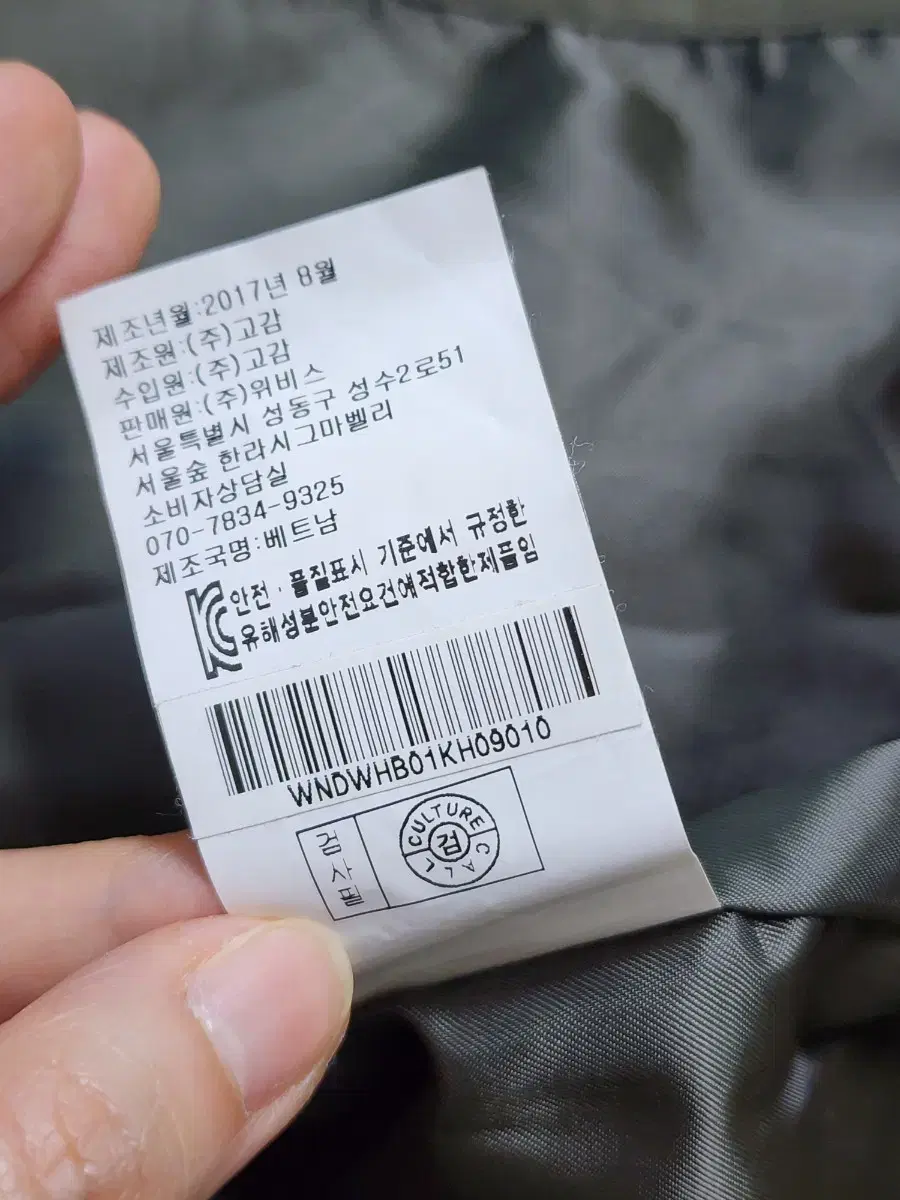 제조년월:2017년 8월
제조원:(주)고감
수입원:(주)고감
판매원:(주)위비스
서울특별시 성동구 성수2로51
서울숲 한라시그마벨리
소비자상담실
070-7834-9325
제조국명:베트남
안전·품질표시 기준에서 규정한
유해성분안전요건에적합한제품임
WNDWHB01KH09010
검사필
CULTURE
검
CALL